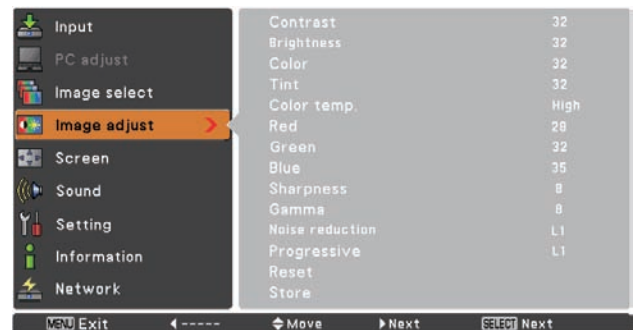 Input
PC adjust
Image select
Image adjust
Screen
Sound
Setting
Information
Network
Contrast 32
Brightness 32
Color 32
Tint 32
Color temp. High
Red 28
Green 32
Blue 35
Sharpness 8
Gamma 8
Noise reduction L1
Progressive L1
Reset
Store
MENU Exit ◀----- Move ▶Next SELECT Next